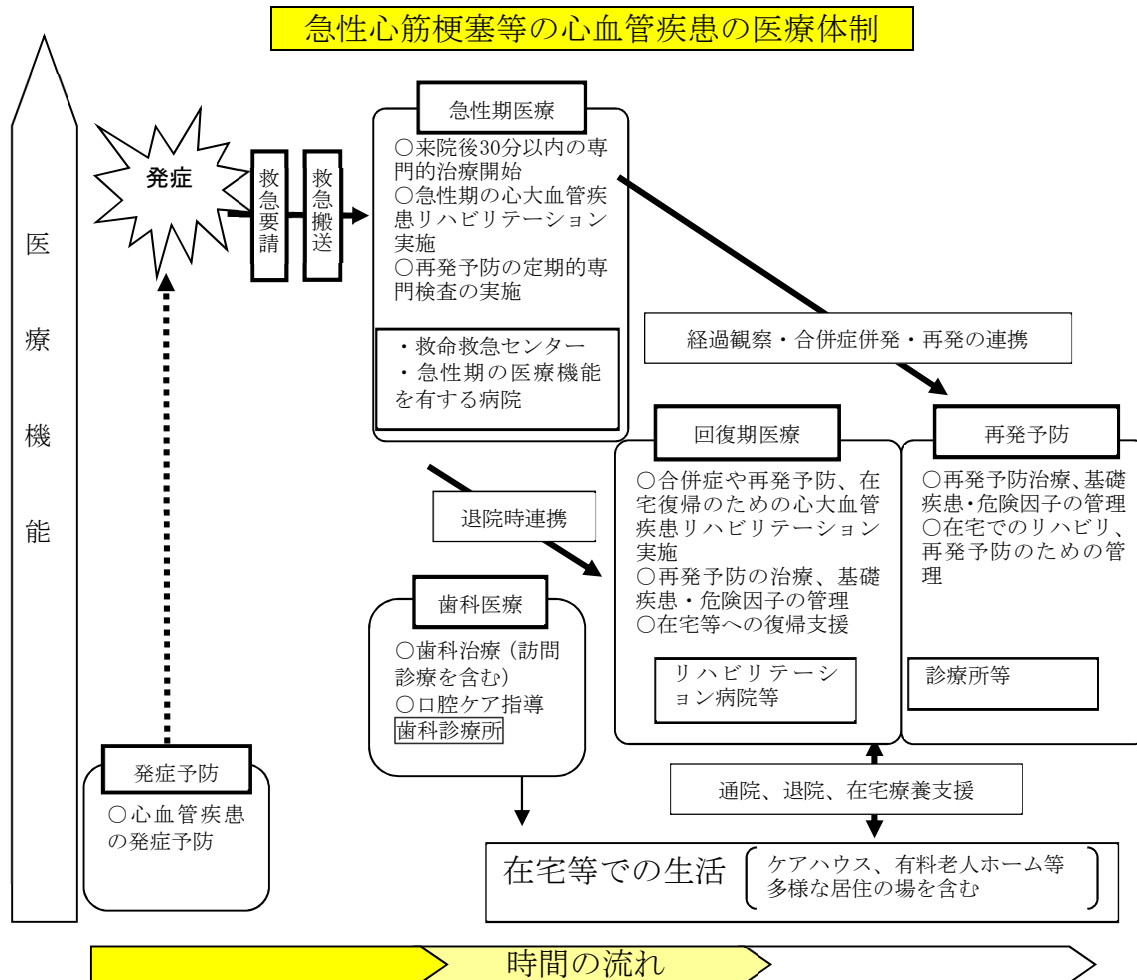 急性心筋梗塞等の心血管疾患の医療体制
医療機能
発症
救急要請
救急搬送
急性期医療
○来院後30分以内の専
門的治療開始
○急性期の心大血管疾
患リハビリテーション
実施
○再発予防の定期的専
門検査の実施
・救命救急センター
・急性期の医療機能
を有する病院
経過観察・合併症併発・再発の連携
退院時連携
回復期医療
○合併症や再発予防、在
宅復帰のための心大血管
疾患リハビリテーション
実施
○再発予防の治療、基礎
疾患・危険因子の管理
○在宅等への復帰支援
リハビリテーシ
ョン病院等
再発予防
○再発予防治療、基礎
疾患・危険因子の管理
○在宅でのリハビリ、
再発予防のための管
理
診療所等
歯科医療
○歯科治療（訪問
診療を含む）
○口腔ケア指導
歯科診療所
発症予防
○心血管疾患
の発症予防
通院、退院、在宅療養支援
在宅等での生活
ケアハウス、有料老人ホーム等
多様な居住の場を含む
時間の流れ